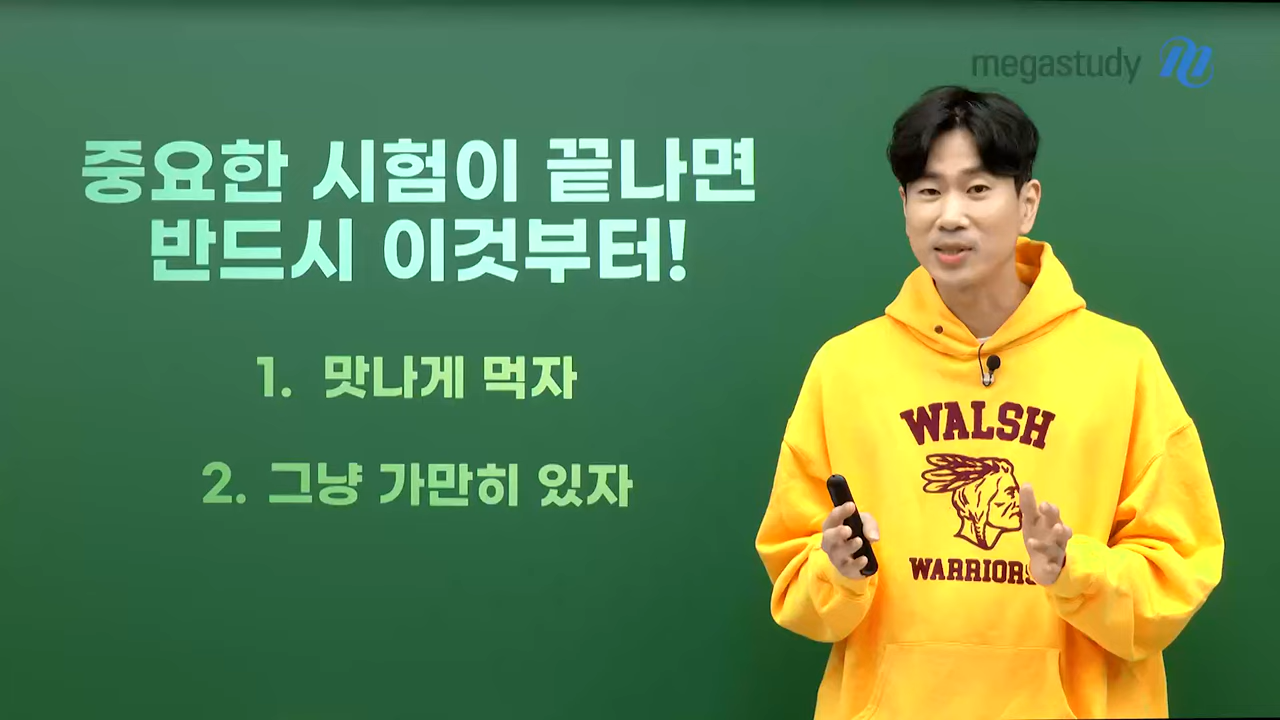 megastudy
중요한 시험이 끝나면
반드시 이것부터!
1. 맛나게 먹자
2. 그냥 가만히 있자
WALSH
WARRIORS